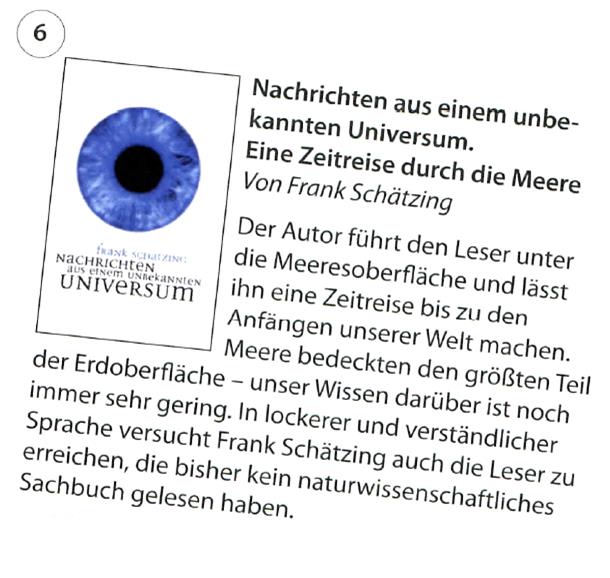 6
frank schätzing
nachrichten
aus einem unbekannten
universum
Nachrichten aus einem unbe-
kannten Universum.
Eine Zeitreise durch die Meere
Von Frank Schätzing
Der Autor führt den Leser unter
die Meeresoberfläche und lässt
ihn eine Zeitreise bis zu den
Anfängen unserer Welt machen.
Meere bedeckten den größten Teil
der Erdoberfläche – unser Wissen darüber ist noch
immer sehr gering. In lockerer und verständlicher
Sprache versucht Frank Schätzing auch die Leser zu
erreichen, die bisher kein naturwissenschaftliches
Sachbuch gelesen haben.